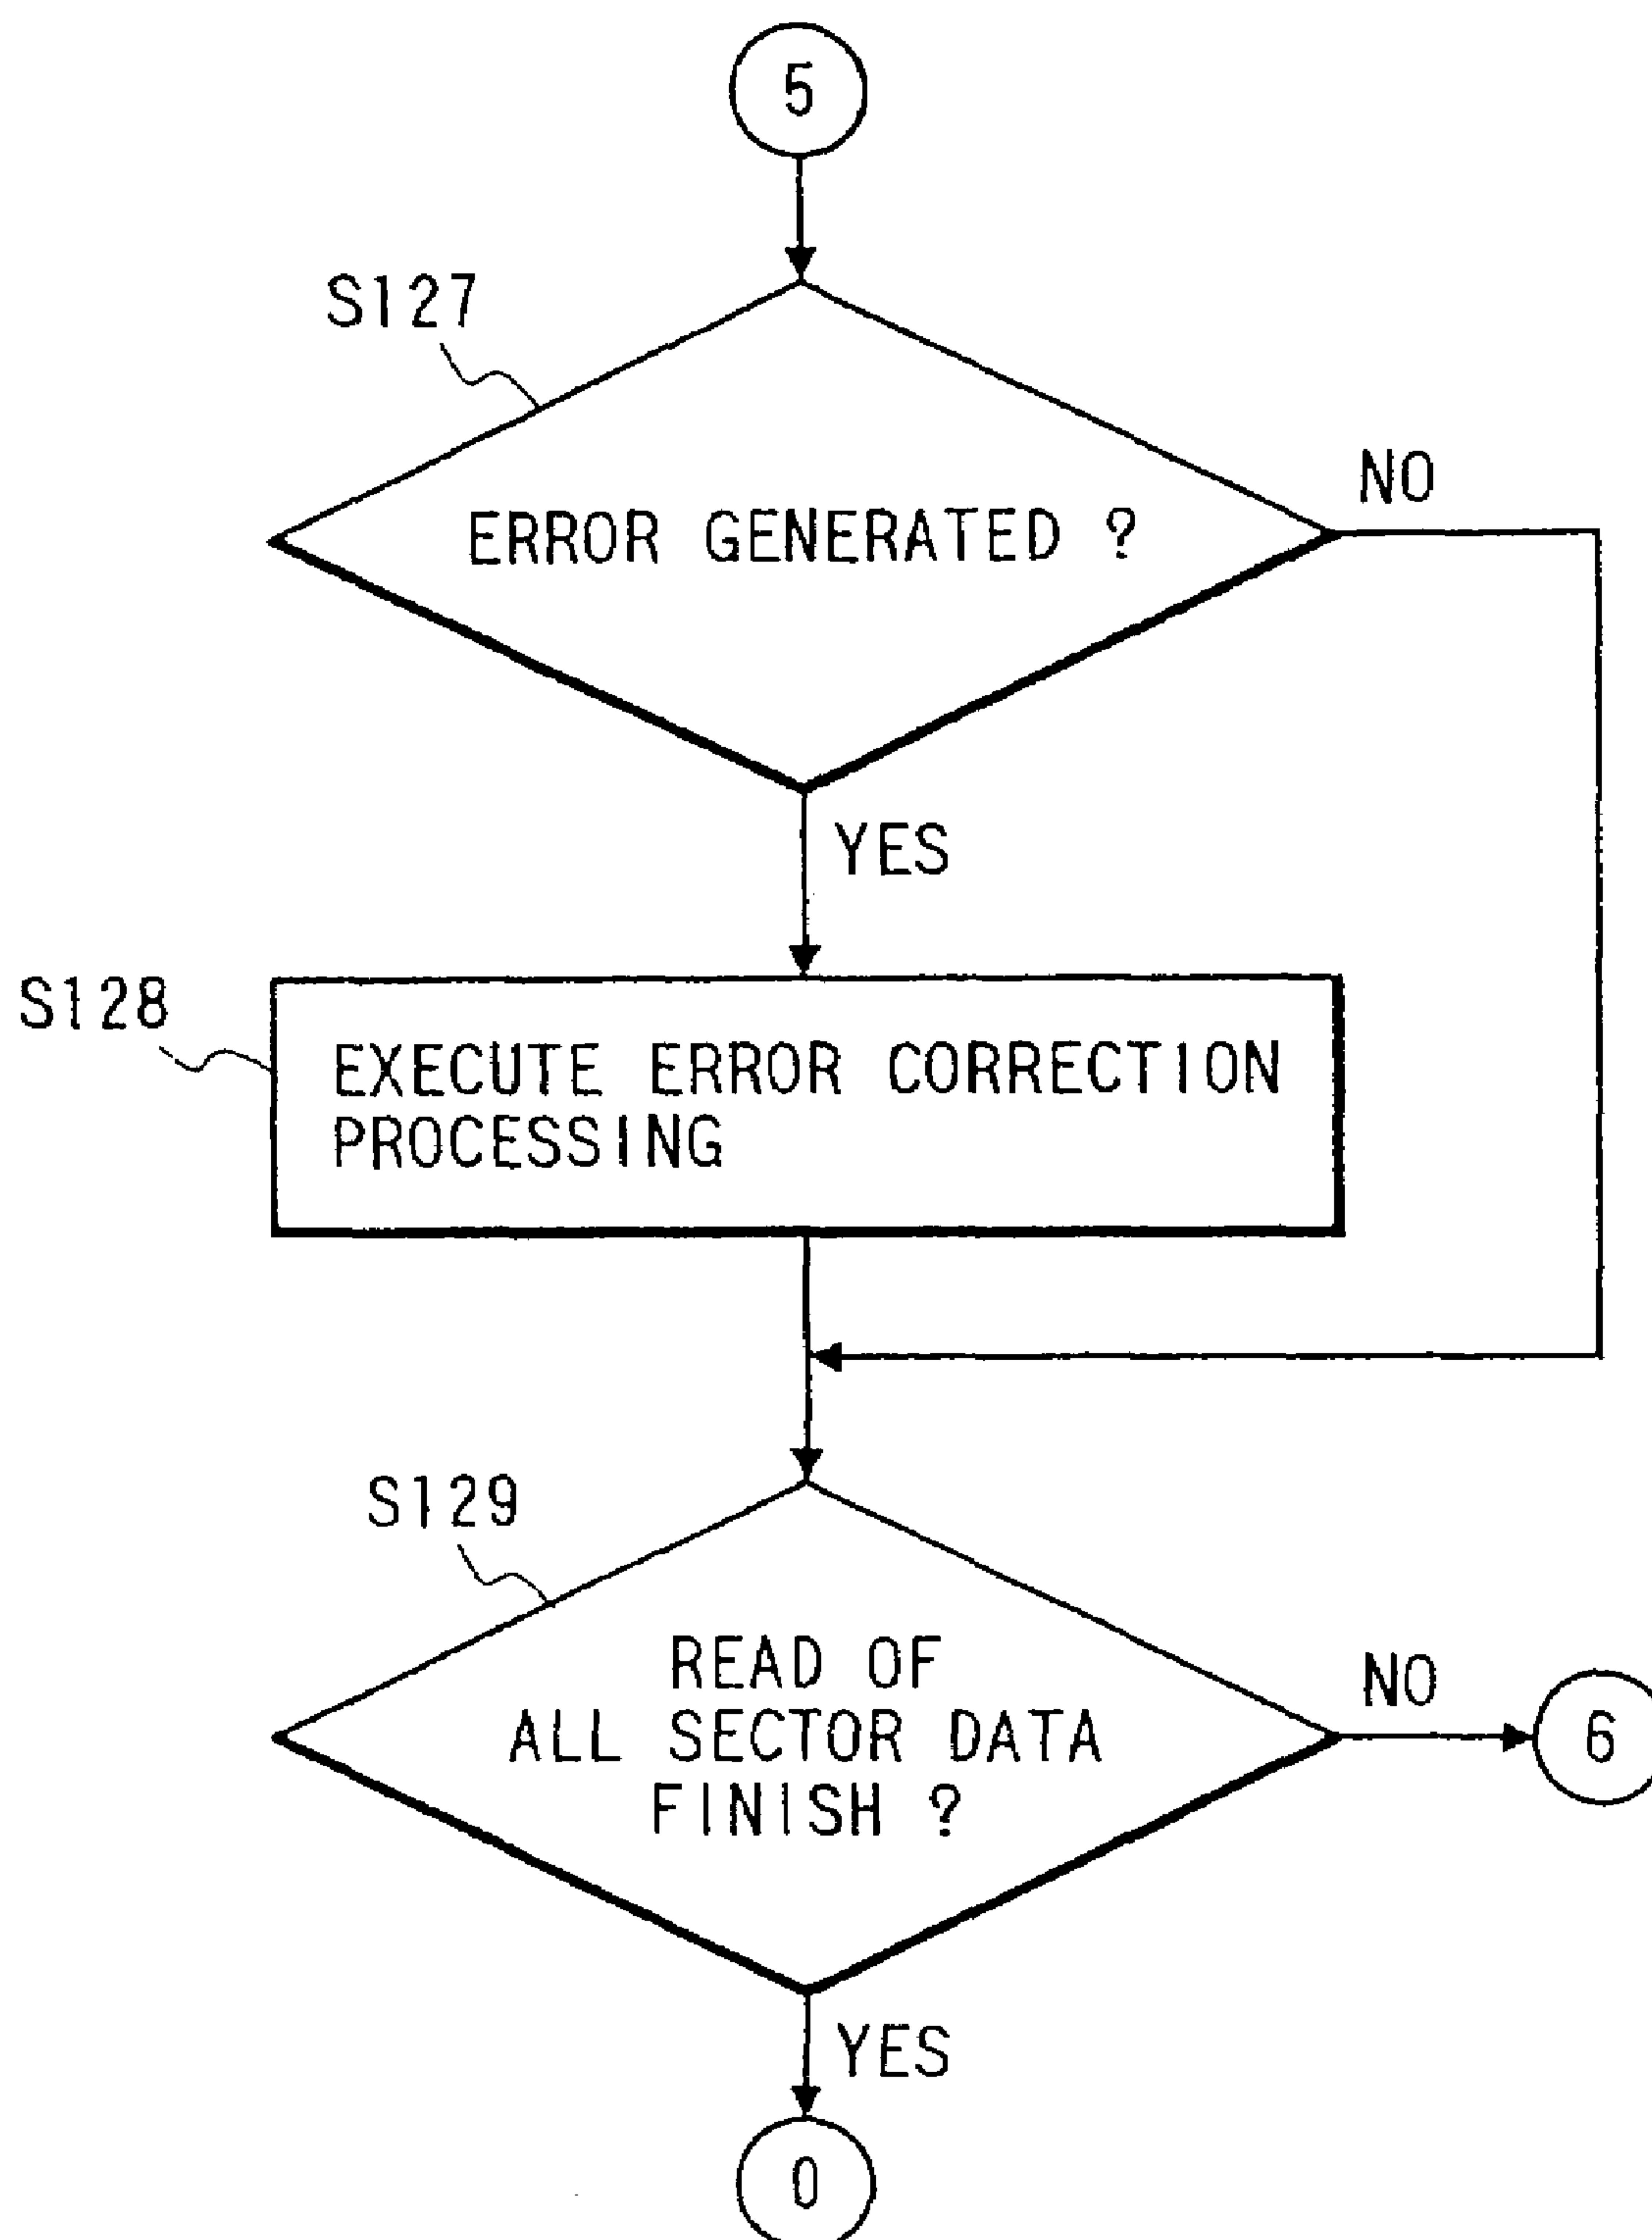 5
S127
ERROR GENERATED ?
NO
YES
S128
EXECUTE ERROR CORRECTION
PROCESSING
S129
READ OF
ALL SECTOR DATA
FINISH ?
NO
6
YES
0